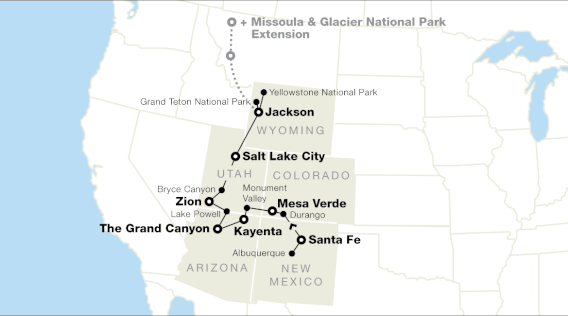 + Missoula & Glacier National Park
Extension
Yellowstone National Park
Grand Teton National Park
Jackson
WYOMING
Salt Lake City
UTAH
COLORADO
Bryce Canyon
Monument
Valley
Zion
Mesa Verde
Lake Powell
Durango
The Grand Canyon
Kayenta
Santa Fe
Albuquerque
ARIZONA
NEW
MEXICO